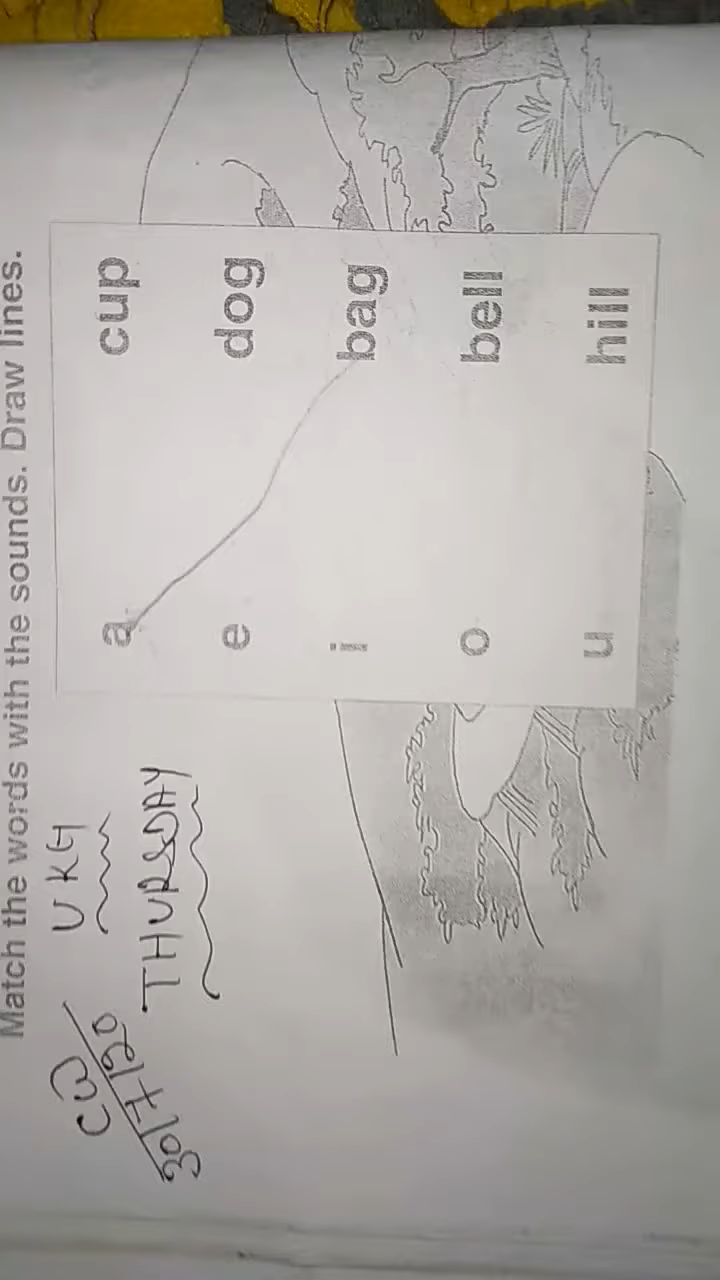 Match the words with the sounds. Draw lines.
CW
30/7/20
UKG
THURSDAY
a cup
e dog
i bag
o bell
u hill